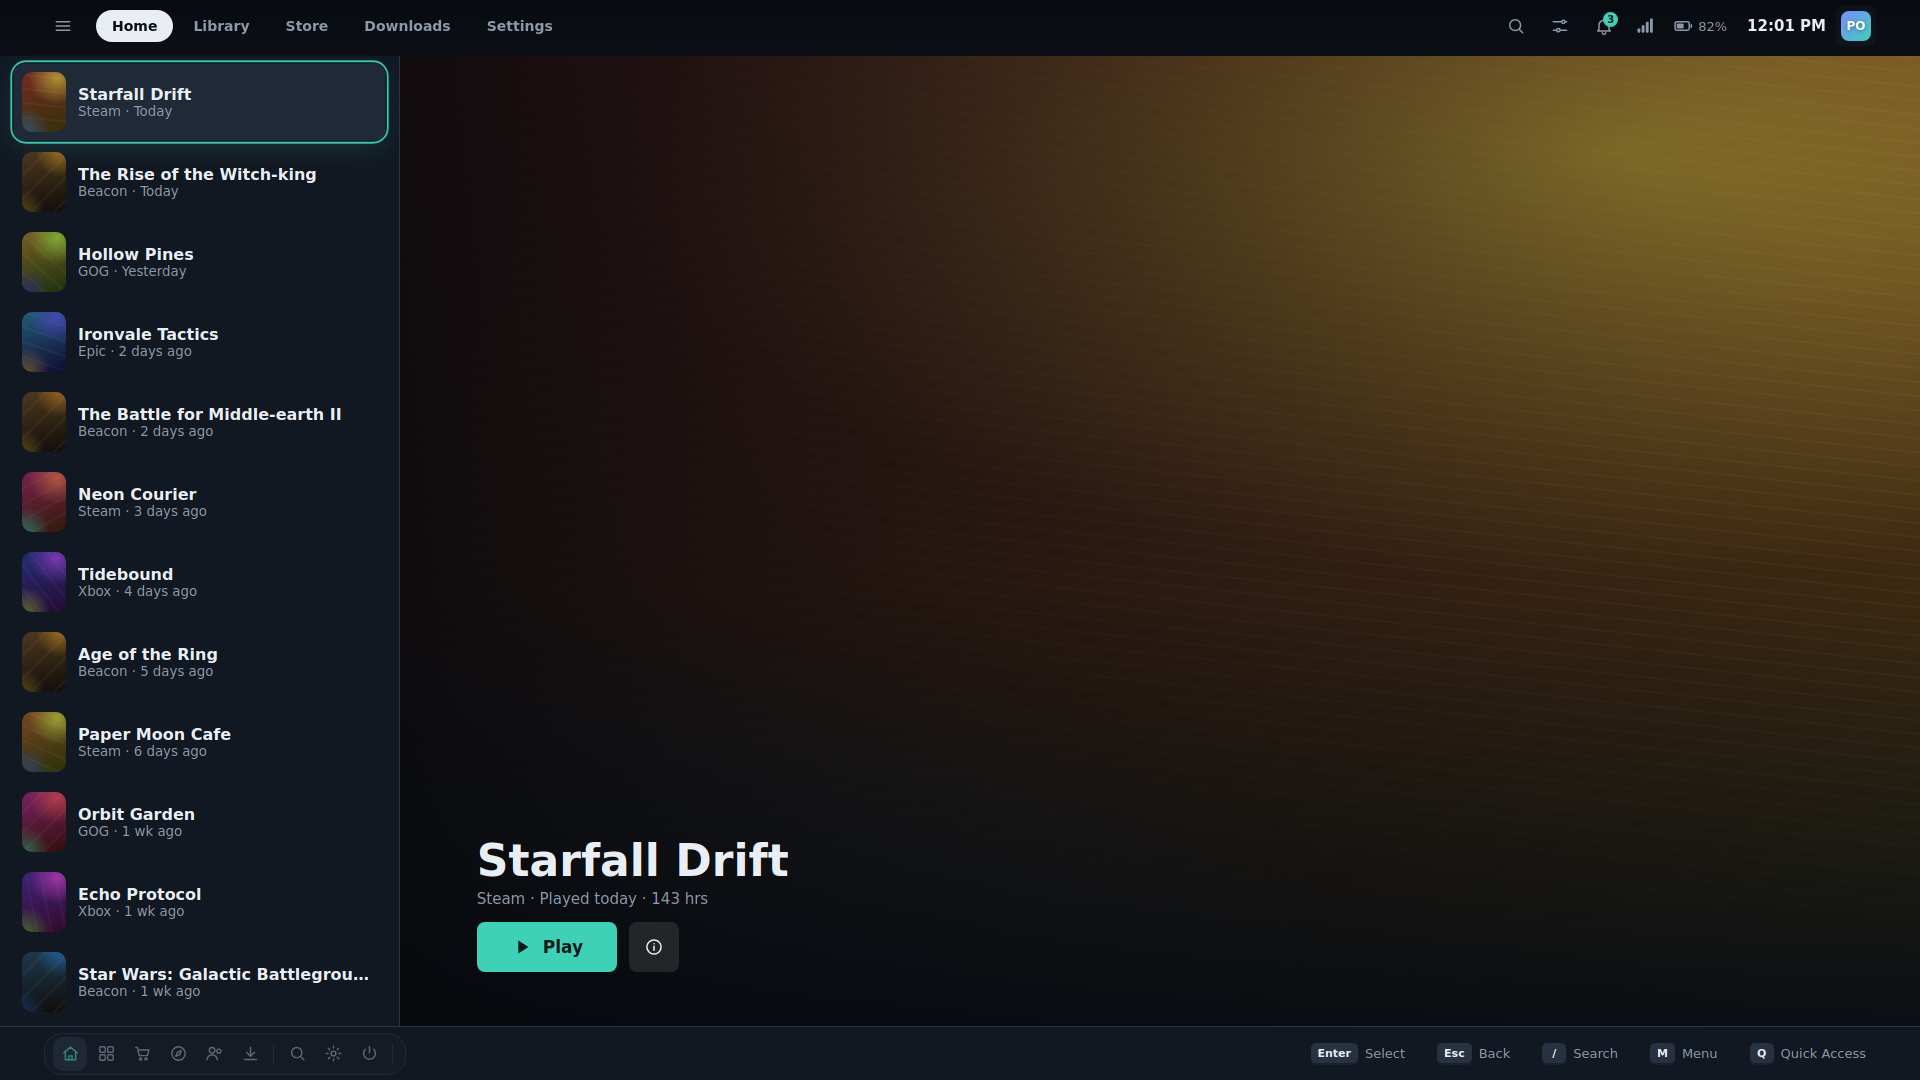 Home Library Store Downloads Settings
3 82% 12:01 PM PO
Starfall Drift
Steam · Today
The Rise of the Witch-king
Beacon · Today
Hollow Pines
GOG · Yesterday
Ironvale Tactics
Epic · 2 days ago
The Battle for Middle-earth II
Beacon · 2 days ago
Neon Courier
Steam · 3 days ago
Tidebound
Xbox · 4 days ago
Age of the Ring
Beacon · 5 days ago
Paper Moon Cafe
Steam · 6 days ago
Orbit Garden
GOG · 1 wk ago
Echo Protocol
Xbox · 1 wk ago
Star Wars: Galactic Battlegrou...
Beacon · 1 wk ago
Starfall Drift
Steam · Played today · 143 hrs
Play
Enter Select Esc Back / Search M Menu Q Quick Access